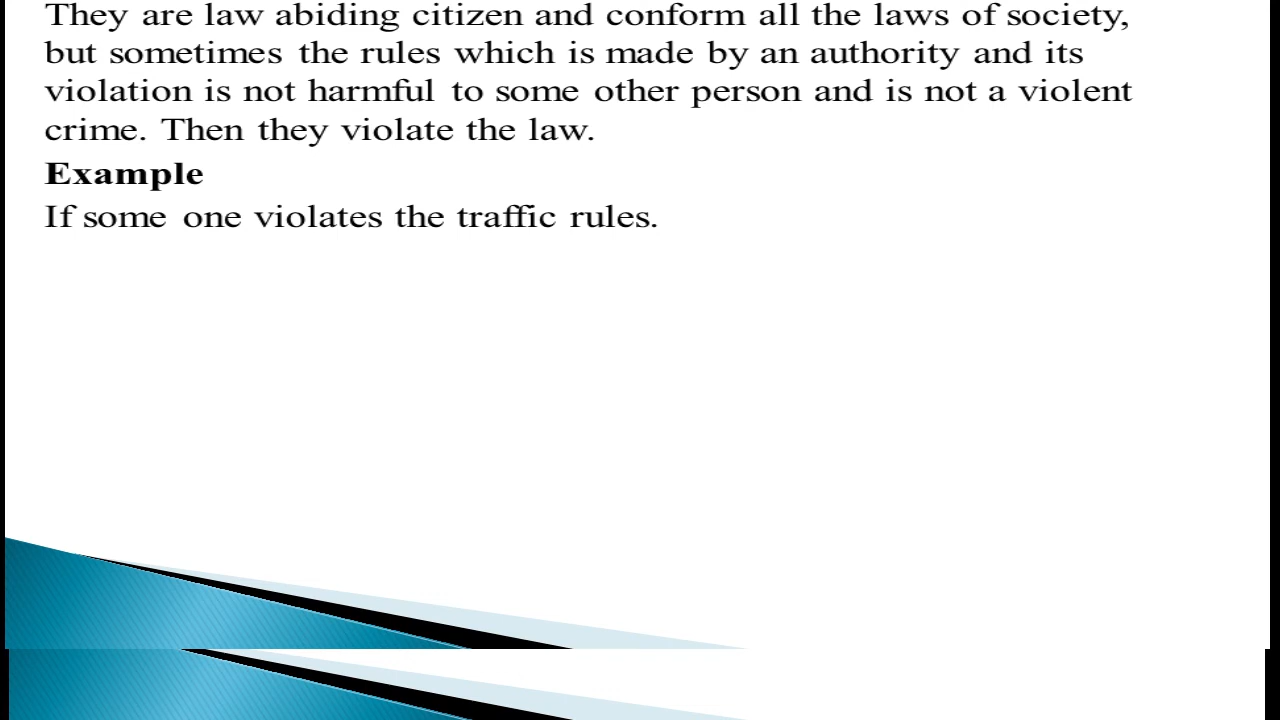 They are law abiding citizen and conform all the laws of society,
but sometimes the rules which is made by an authority and its
violation is not harmful to some other person and is not a violent
crime. Then they violate the law.
Example
If some one violates the traffic rules.